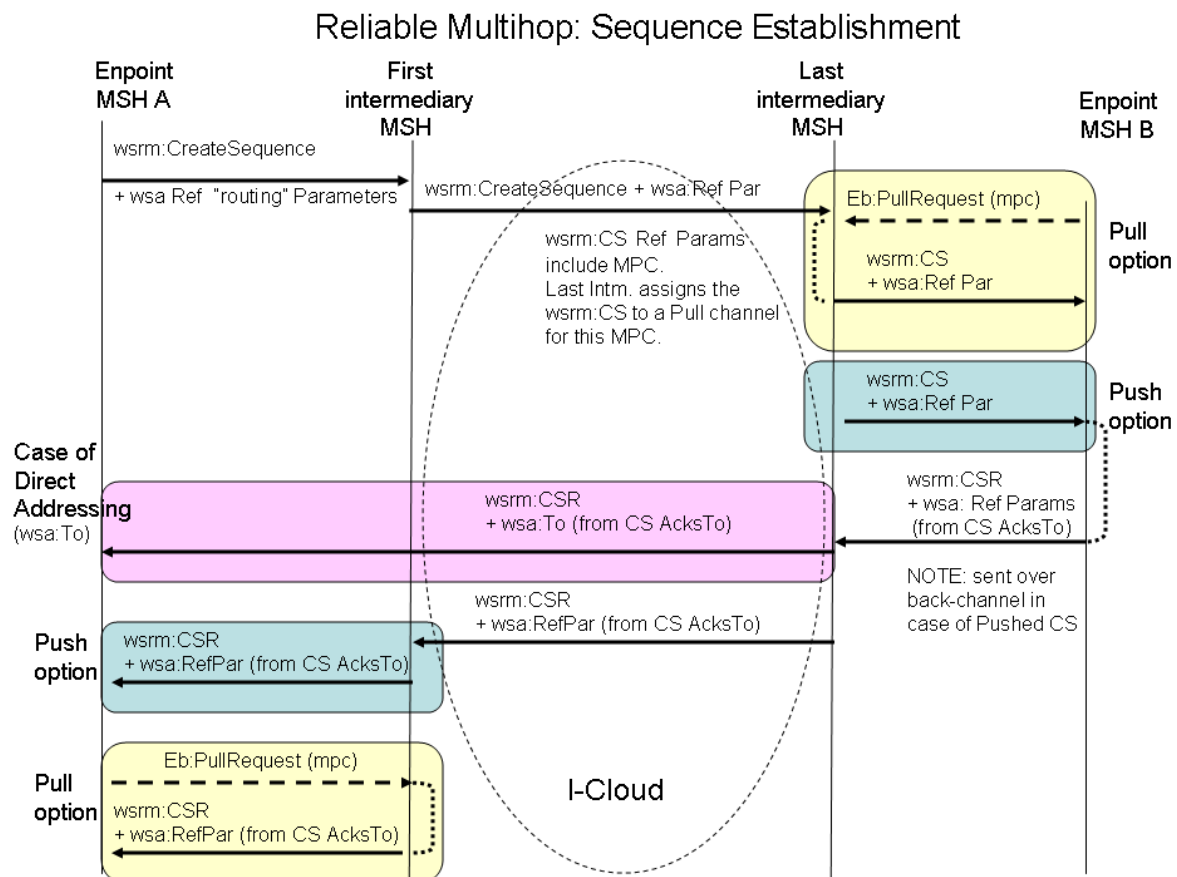 Reliable Multihop: Sequence Establishment
Enpoint
MSH A
First
intermediary
MSH
Last
intermediary
MSH
Enpoint
MSH B
wsrm:CreateSequence
+ wsa Ref "routing" Parameters
wsrm:CreateSequence + wsa:Ref Par
Eb:PullRequest (mpc)
wsrm:CS
+ wsa:Ref Par
Pull
option
wsrm:CS Ref Params
include MPC.
Last Intm. assigns the
wsrm:CS to a Pull channel
for this MPC.
wsrm:CS
+ wsa:Ref Par
Push
option
Case of
Direct
Addressing
(wsa:To)
wsrm:CSR
+ wsa:To (from CS AcksTo)
wsrm:CSR
+ wsa: Ref Params
(from CS AcksTo)
NOTE: sent over
back-channel in
case of Pushed CS
wsrm:CSR
+ wsa:RefPar (from CS AcksTo)
Push
option
wsrm:CSR
+ wsa:RefPar (from CS AcksTo)
Pull
option
Eb:PullRequest (mpc)
wsrm:CSR
+ wsa:RefPar (from CS AcksTo)
I-Cloud